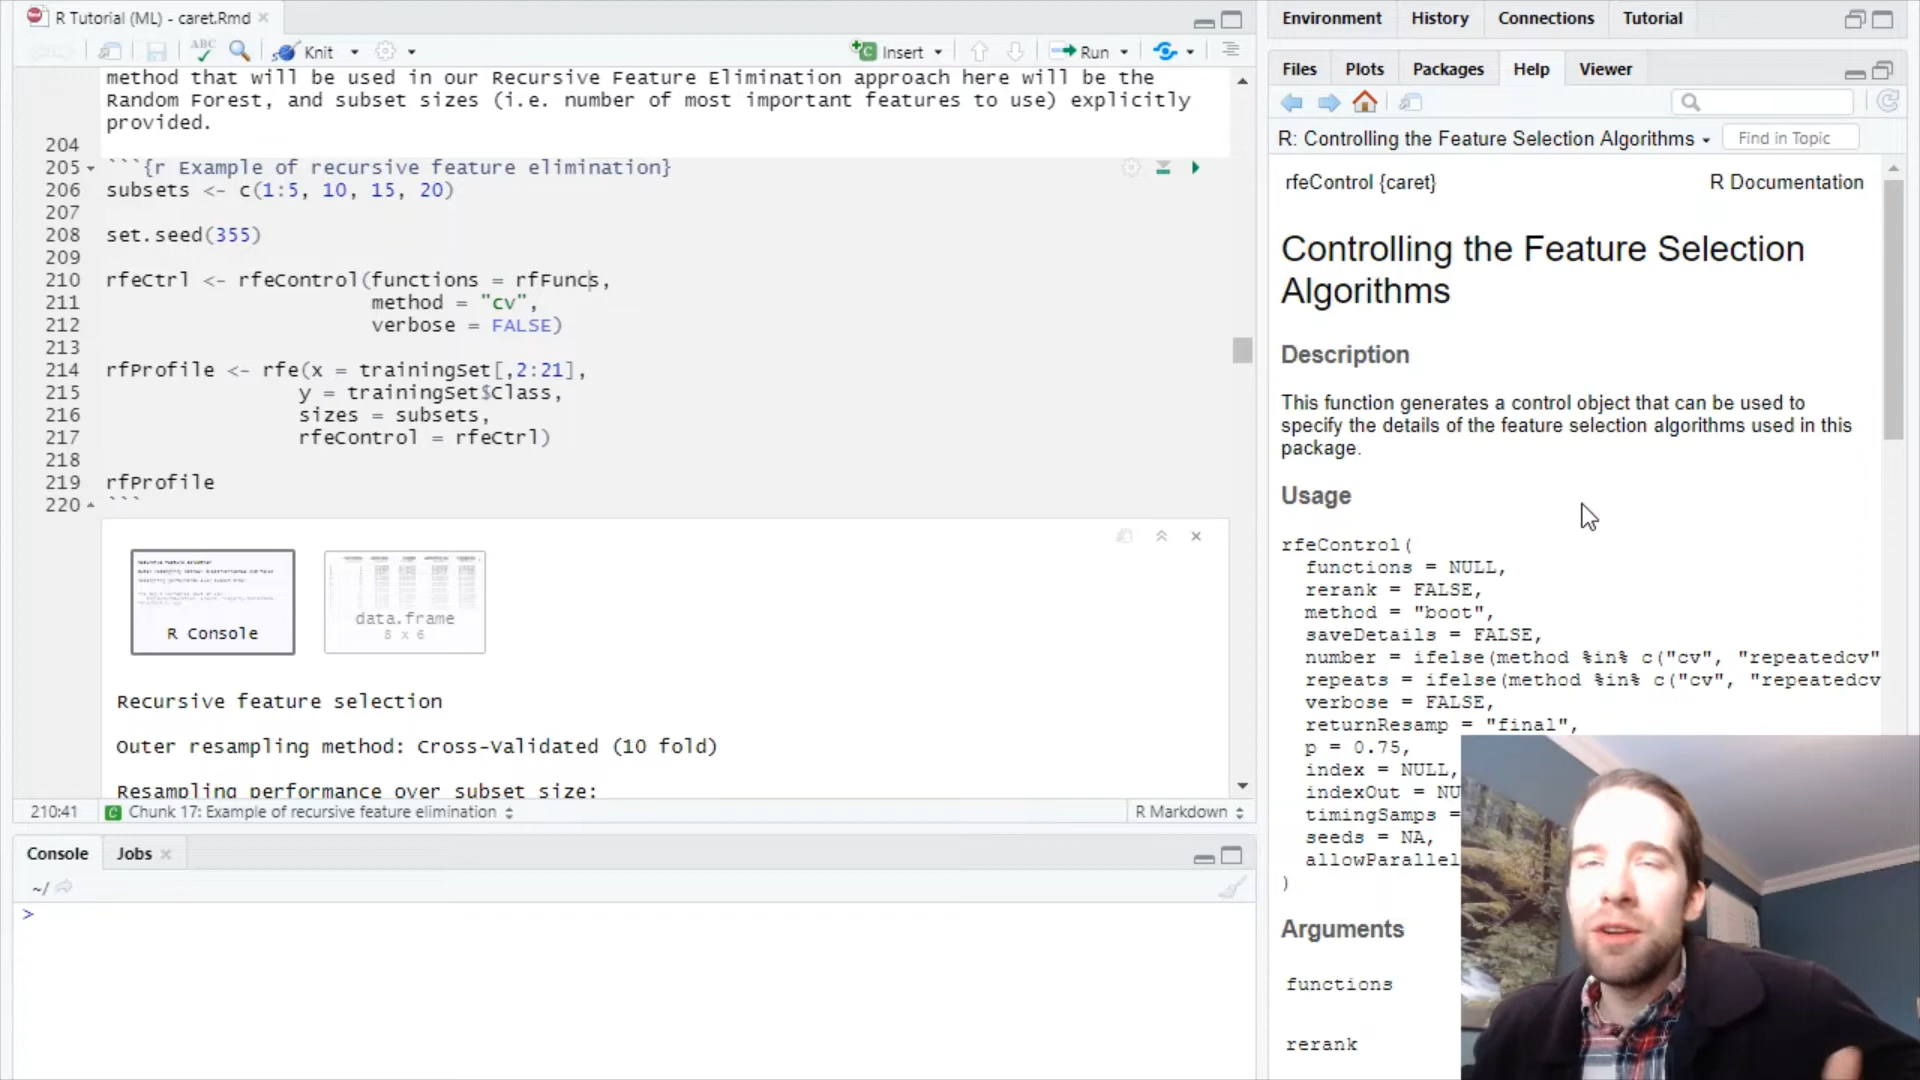 R Tutorial (ML) - caret.Rmd
ABC
Knit
Insert
Run
method that will be used in our Recursive Feature Elimination approach here will be the
Random Forest, and subset sizes (i.e. number of most important features to use) explicitly
provided.
204
205 ```{r Example of recursive feature elimination}
206 subsets <- c(1:5, 10, 15, 20)
207
208 set.seed(355)
209
210 rfeCtrl <- rfeControl(functions = rfFuncs,
211 method = "cv",
212 verbose = FALSE)
213
214 rfProfile <- rfe(x = trainingSet[,2:21],
215 y = trainingSet$Class,
216 sizes = subsets,
217 rfeControl = rfeCtrl)
218
219 rfProfile
220 ```
R Console
data.frame
8 x 6
Recursive feature selection
Outer resampling method: Cross-Validated (10 fold)
Resampling performance over subset size:
210:41
Chunk 17: Example of recursive feature elimination
R Markdown
Console
Jobs
~/
>
Environment
History
Connections
Tutorial
Files
Plots
Packages
Help
Viewer
R: Controlling the Feature Selection Algorithms
Find in Topic
rfeControl {caret}
R Documentation
Controlling the Feature Selection
Algorithms
Description
This function generates a control object that can be used to
specify the details of the feature selection algorithms used in this
package.
Usage
rfeControl(
functions = NULL,
rerank = FALSE,
method = "boot",
saveDetails = FALSE,
number = ifelse(method %in% c("cv", "repeatedcv"
repeats = ifelse(method %in% c("cv", "repeatedcv
verbose = FALSE,
returnResamp = "final",
p = 0.75,
index = NULL,
indexOut = NU
timingSamps =
seeds = NA,
allowParallel
)
Arguments
functions
rerank